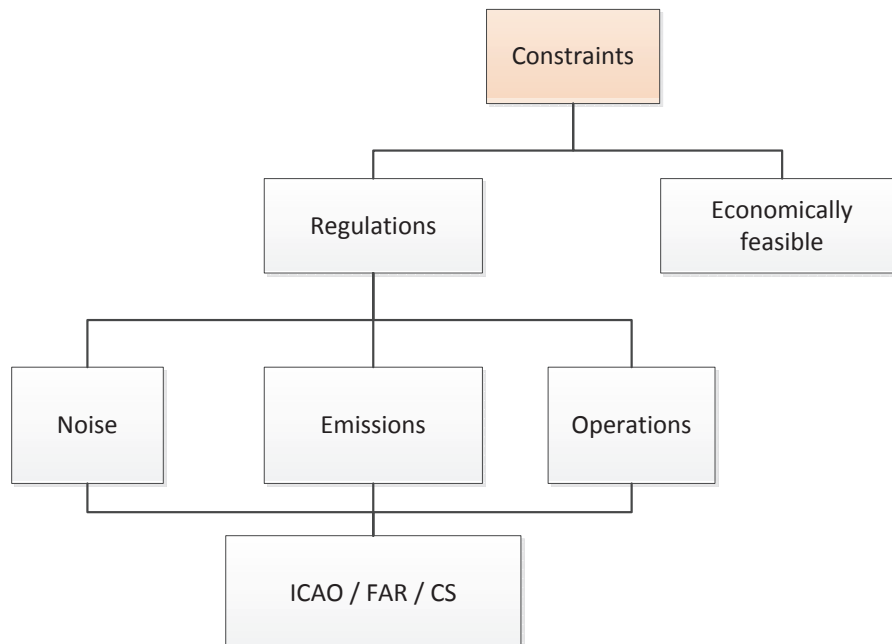 Constraints
Regulations
Economically
feasible
Noise
Emissions
Operations
ICAO / FAR / CS